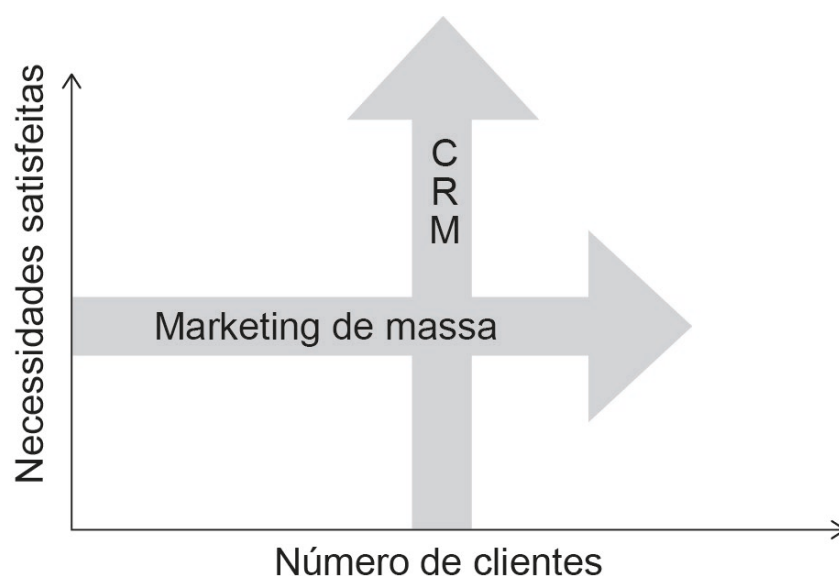 Necessidades satisfeitas
C
R
M
Marketing de massa
Número de clientes